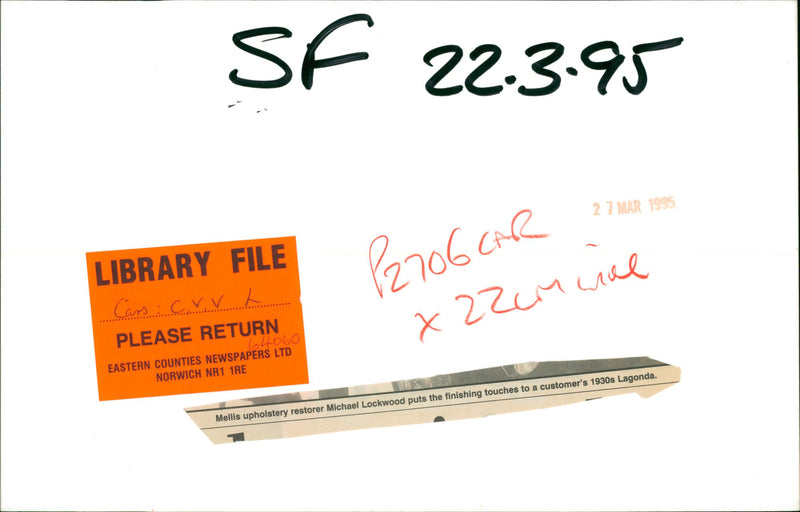 SF 22.3.95
27 MAR 1995
P2706 CAR
x 22cm wide
LIBRARY FILE
Cars: C, V, V L
PLEASE RETURN
64060
EASTERN COUNTIES NEWSPAPERS LTD
NORWICH NR1 1RE
Mellis upholstery restorer Michael Lockwood puts the finishing touches to a customer's 1930s Lagonda.